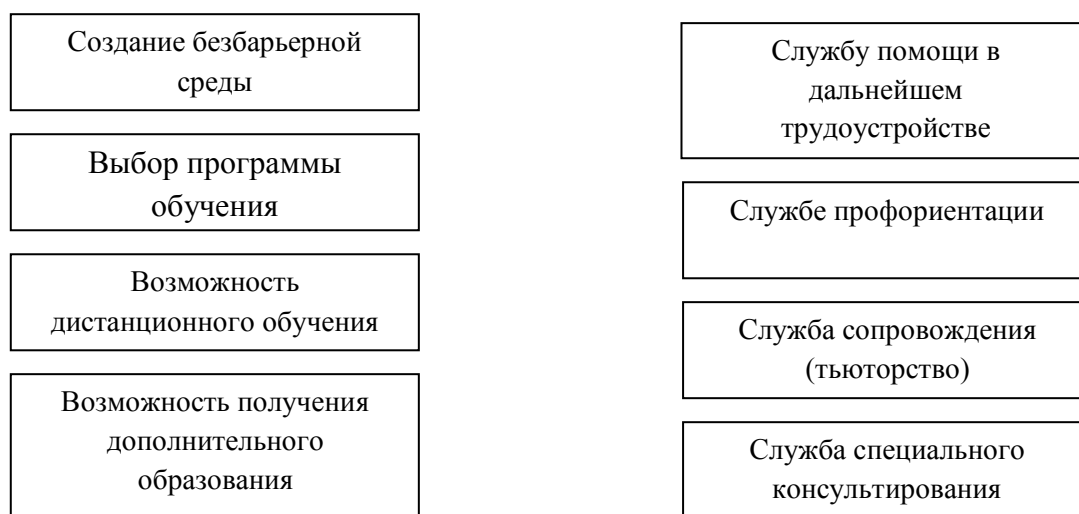 Создание безбарьерной
среды
Выбор программы
обучения
Возможность
дистанционного обучения
Возможность получения
дополнительного
образования
Службу помощи в
дальнейшем
трудоустройстве
Службе профориентации
Служба сопровождения
(тьюторство)
Служба специального
консультирования